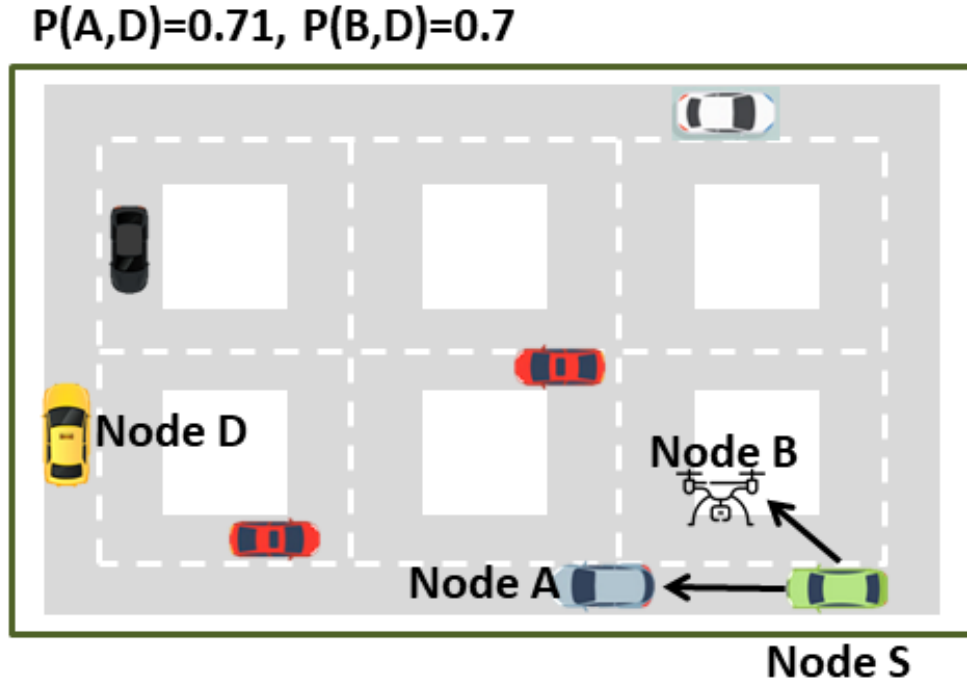 P(A,D)=0.71, P(B,D)=0.7
Node D
Node B
Node A
Node S